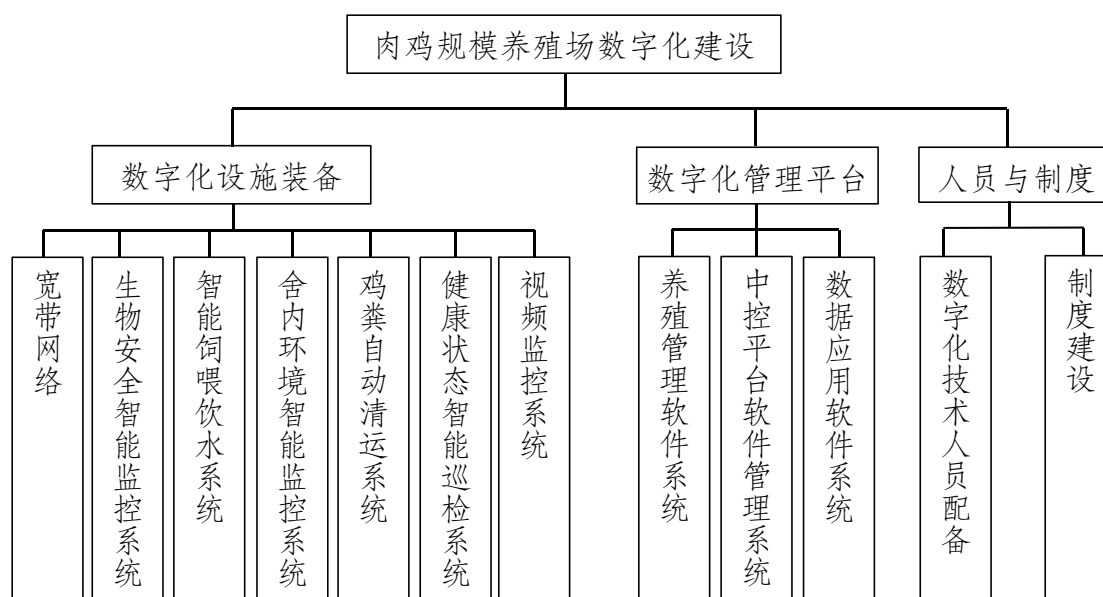 肉鸡规模养殖场数字化建设
数字化设施装备
数字化管理平台
人员与制度
宽带网络
生物安全智能监控系统
智能饲喂饮水系统
舍内环境智能监控系统
鸡粪自动清运系统
健康状态智能巡检系统
视频监控系统
养殖管理软件系统
中控平台软件管理系统
数据应用软件系统
数字化技术人员配备
制度建设